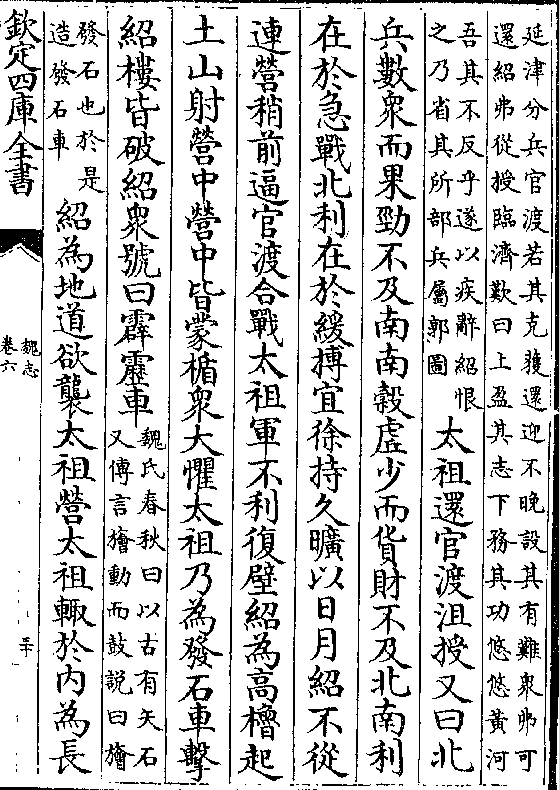 延津分兵官渡若其克獲還迎不晚設其有難衆弗可
還紹弗從授臨濟歎曰上盈其志下務其功悠悠黃河
吾其不反乎遂以疾辭紹恨
之乃省其所部兵屬郭圖
太祖還官渡沮授又曰北
兵數衆而果勁不及南南榖虛少而貨財不及北南利
在於急戰北利在於緩搏宜徐持久曠以日月紹不從
連營稍前逼官渡合戰太祖軍不利復壁紹為高櫓起
土山射營中營中皆蒙楯衆大懼太祖乃為發石車擊
紹樓皆破紹衆號曰霹靂車
魏氏春秋曰以古有矢石
又傳言旝動而鼓說曰旝
發石也於是
造發石車
紹為地道欲襲太祖營太祖輙於內為長
欽定四庫全書
魏志
卷六
三十